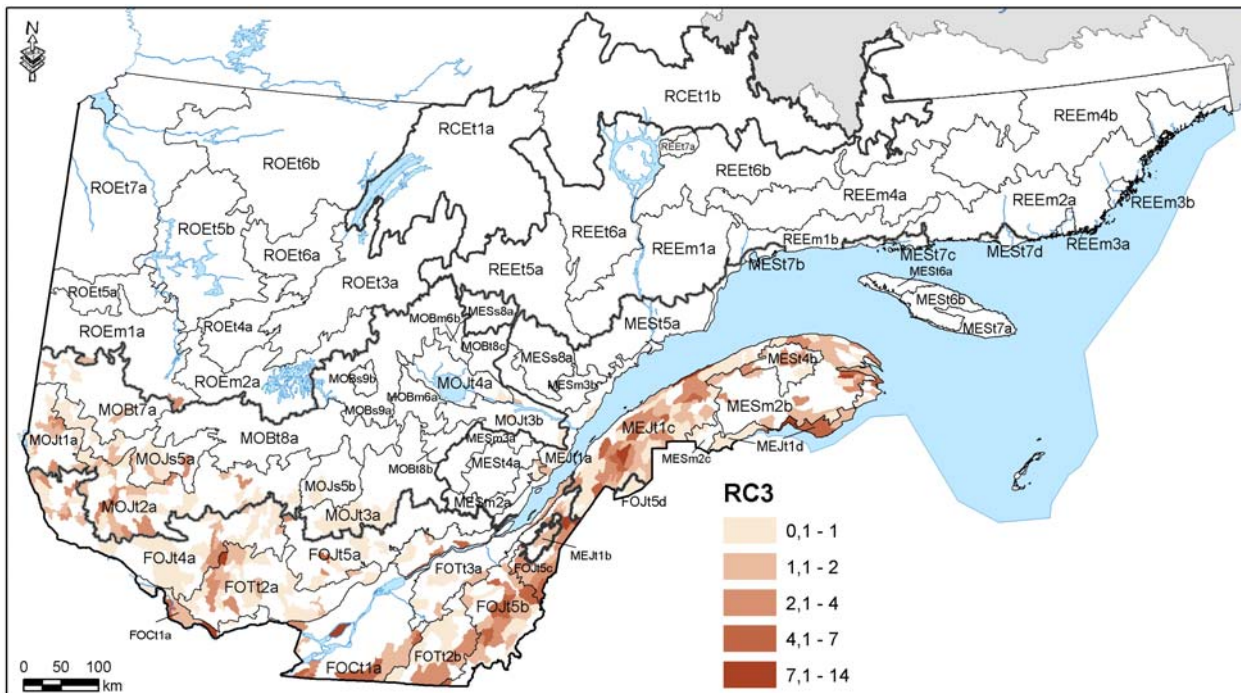 N
RCEt1b
REEm4b
RCEt1a
REEt7a
ROEt6b
REEt6b
ROEt7a
REEm4a
REEm2a
REEm3b
ROEt5b
REEt6a
REEm1a
REEm1b
REEm3a
ROEt6a
MESt7b
MESt7c
MESt7d
REEt5a
MESt6a
ROEt3a
ROEt5a
MESt6b
MOBm6b
MESs8a
MESt5a
MESt7a
ROEm1a
ROEt4a
MOBt8c
MESs8a
MESt4b
ROEm2a
MOBs9b
MOJt4a
MESm3b
MOBm6a
MESm2b
MOBt7a
MOBs9a
MOJt3b
MEJt1c
MOJt1a
MOBt8a
MESm3a
MEJt1d
MOJs5a
MOBt8b
MESt4a
MEJt1a
MESm2c
MOJs5b
FOJt5d
MOJt2a
MOJt3a
MESm2a
FOJt4a
FOJt5a
MEJt1b
FOTt3a
FOJt5c
FOTt2a
FOJt5b
FOCt1a
FOTt2b
FOCt1a
RC3
0,1 - 1
1,1 - 2
2,1 - 4
4,1 - 7
7,1 - 14
0 50 100
km